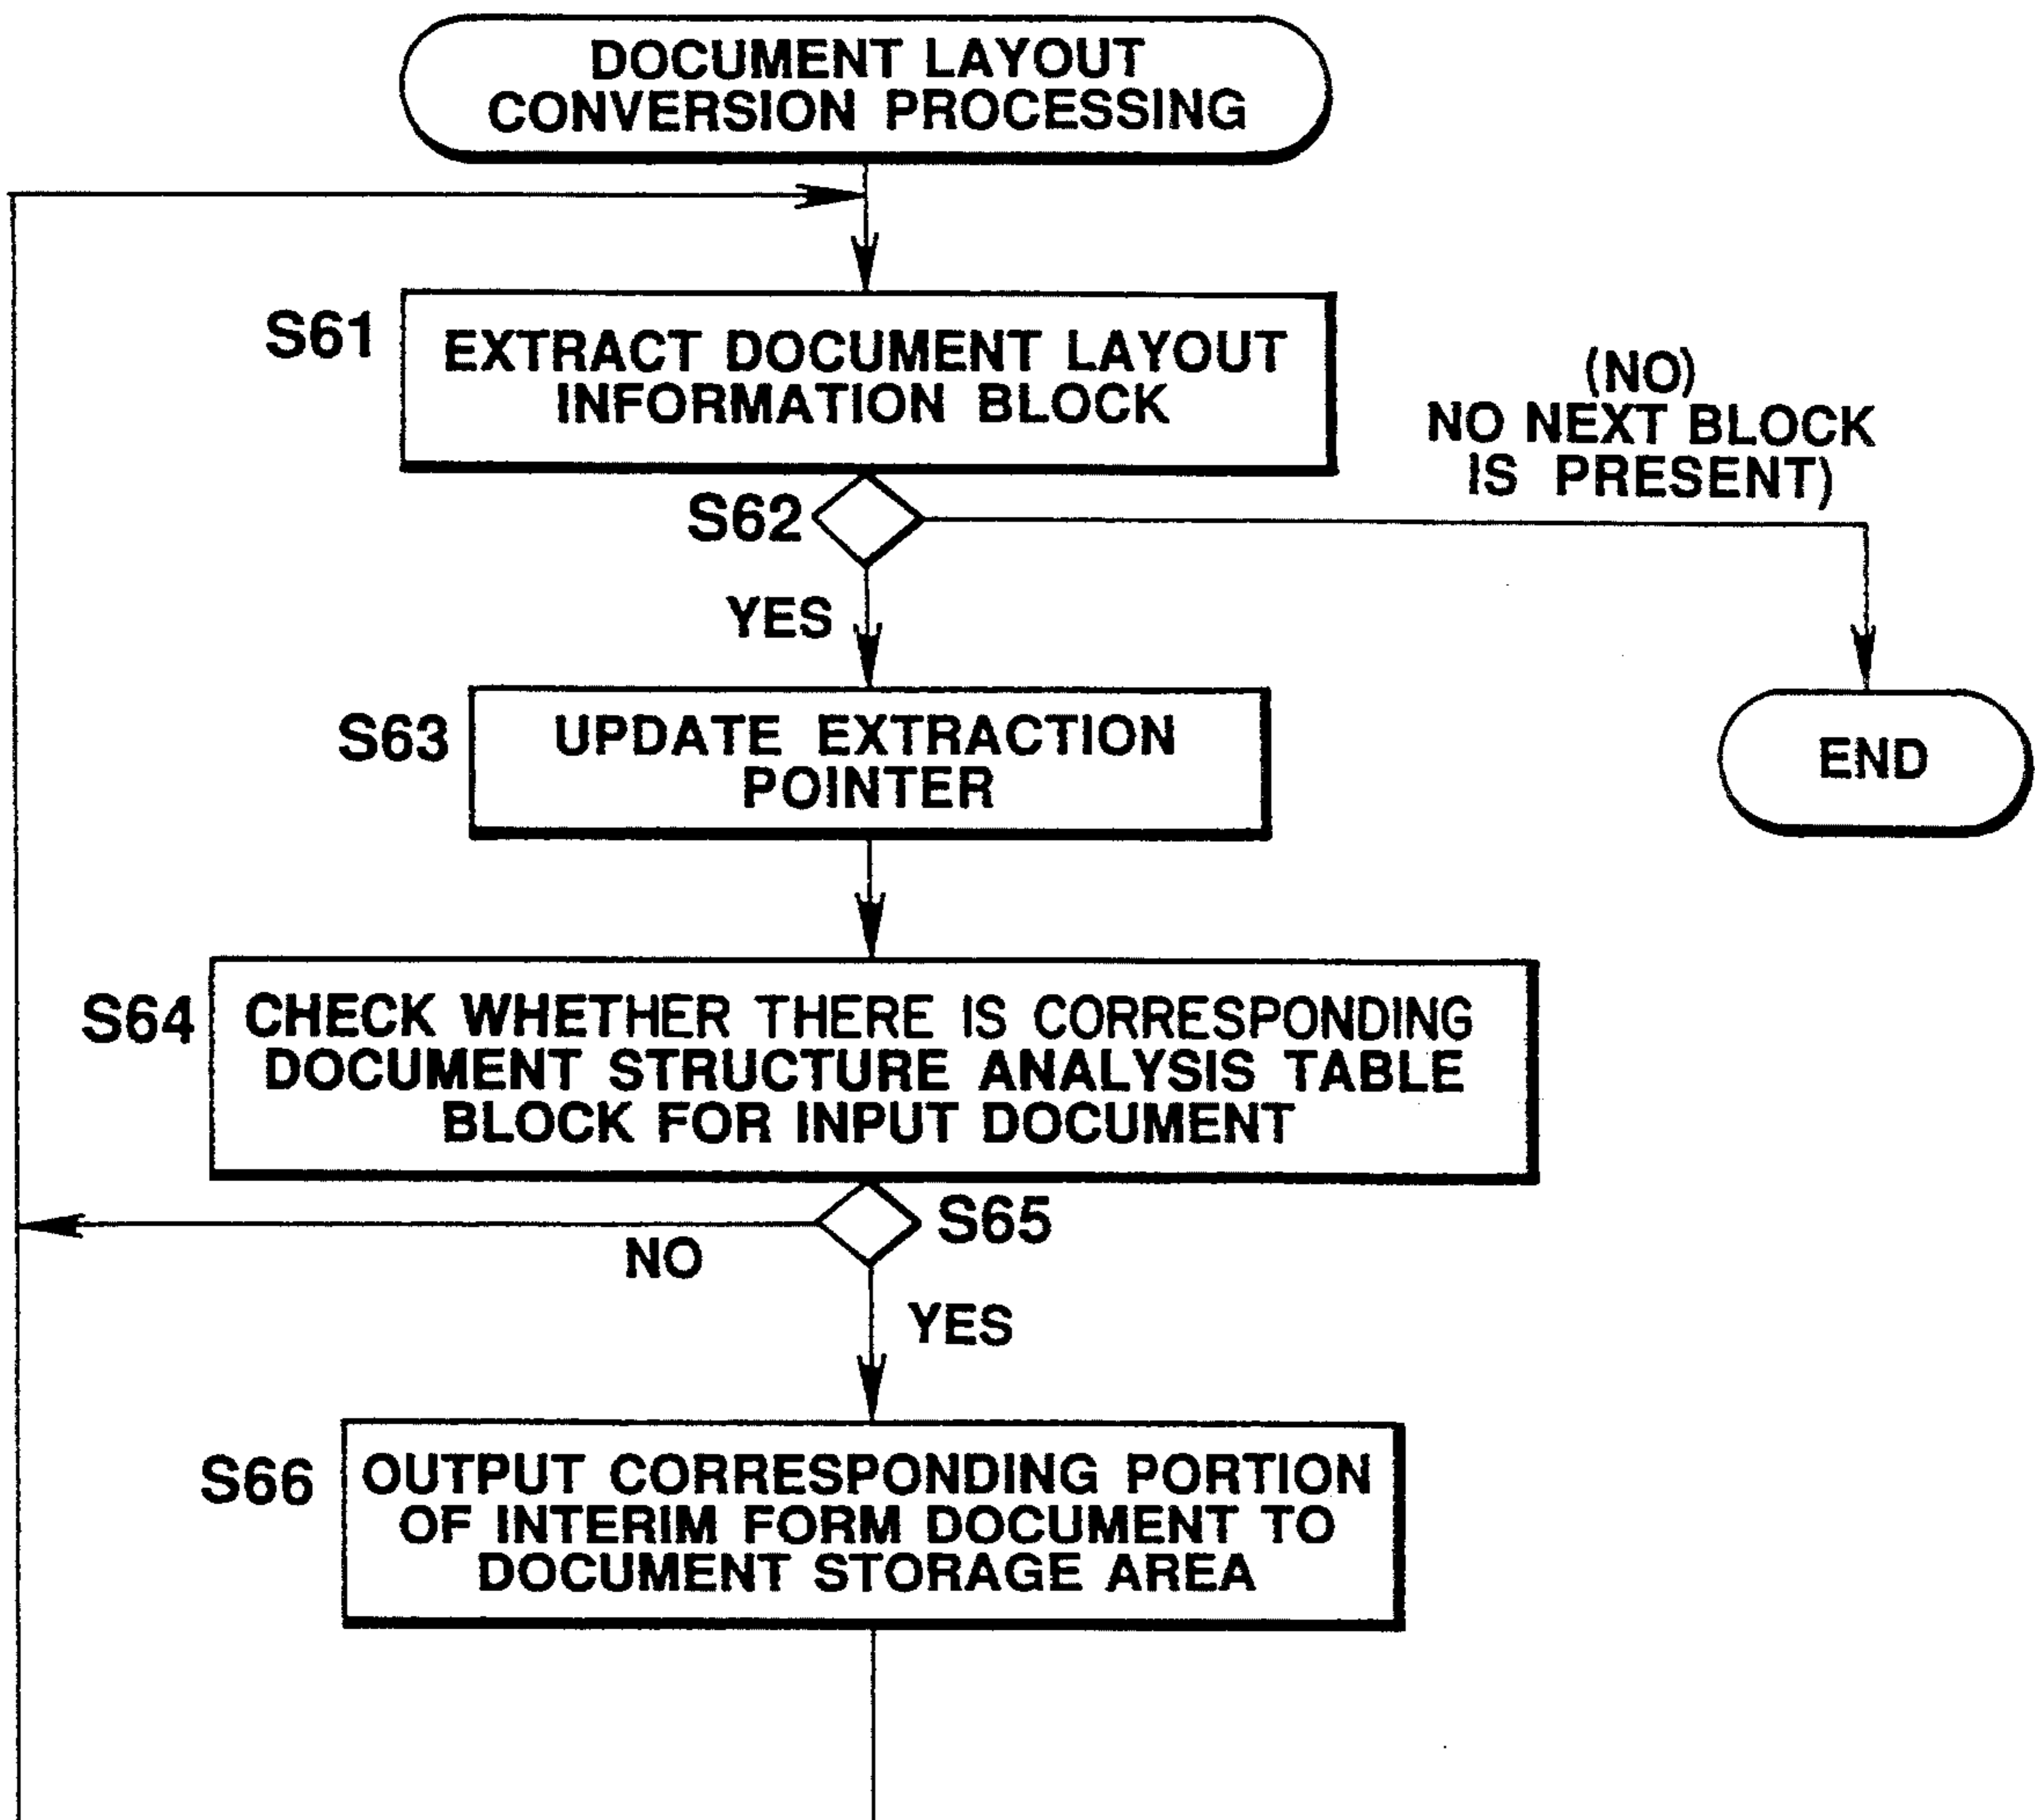 DOCUMENT LAYOUT
CONVERSION PROCESSING
S61
EXTRACT DOCUMENT LAYOUT
INFORMATION BLOCK
(NO)
NO NEXT BLOCK
IS PRESENT)
S62
YES
S63
UPDATE EXTRACTION
POINTER
END
S64
CHECK WHETHER THERE IS CORRESPONDING
DOCUMENT STRUCTURE ANALYSIS TABLE
BLOCK FOR INPUT DOCUMENT
S65
NO
YES
S66
OUTPUT CORRESPONDING PORTION
OF INTERIM FORM DOCUMENT TO
DOCUMENT STORAGE AREA